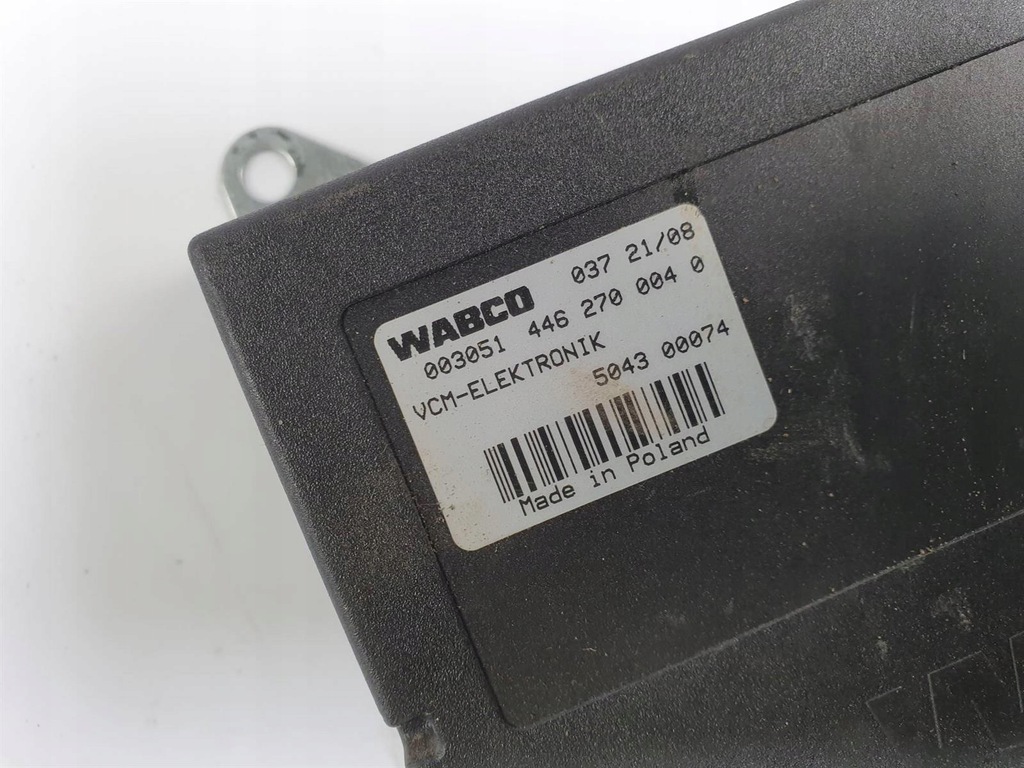 WABCO 037 21/08
003051 446 270 004 0
VCM-ELEKTRONIK
5043 00074
Made in Poland